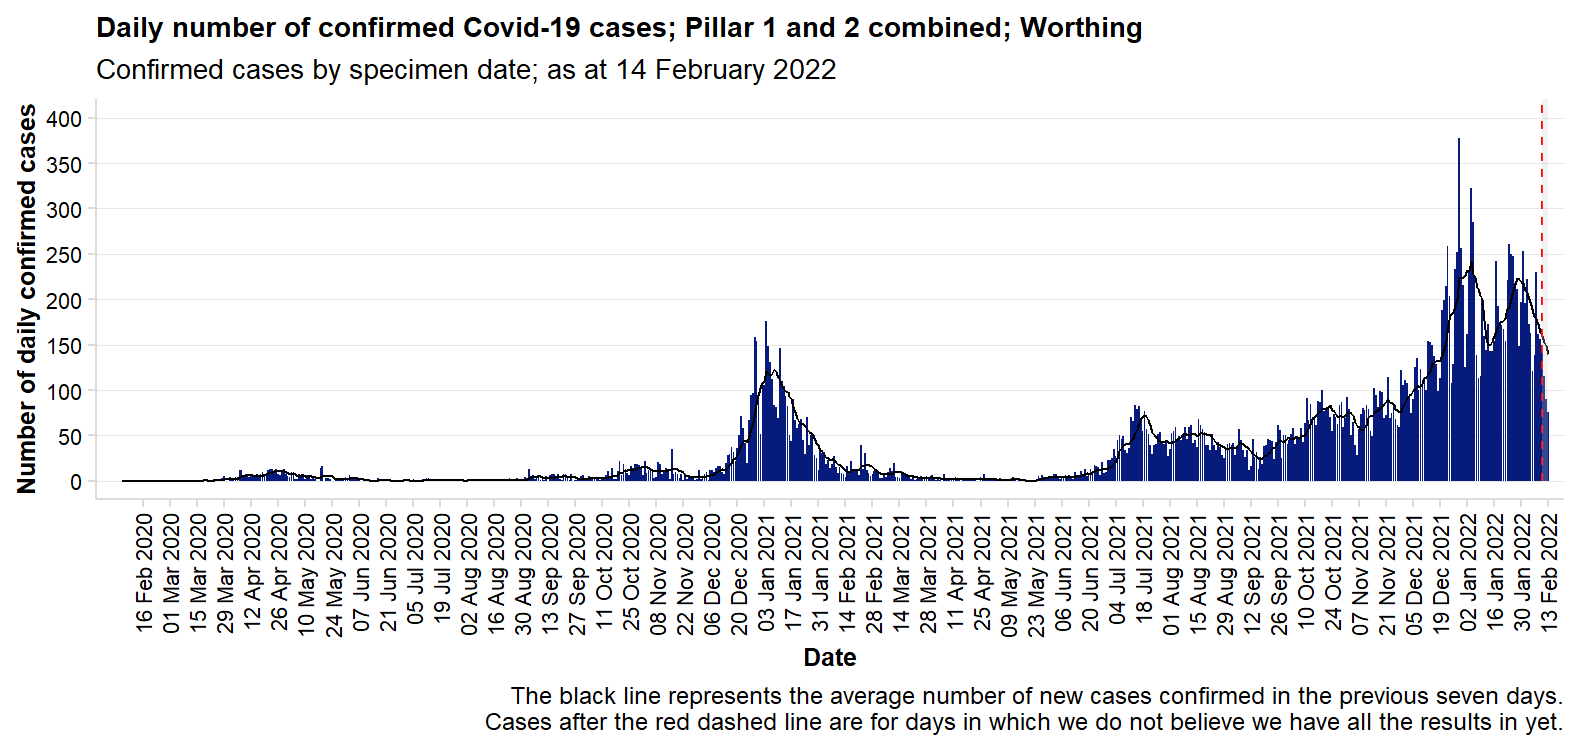 Daily number of confirmed Covid-19 cases; Pillar 1 and 2 combined; Worthing
Confirmed cases by specimen date; as at 14 February 2022
Number of daily confirmed cases
400
350
300
250
200
150
100
50
0
16 Feb 2020
01 Mar 2020
15 Mar 2020
29 Mar 2020
12 Apr 2020
26 Apr 2020
10 May 2020
24 May 2020
07 Jun 2020
21 Jun 2020
05 Jul 2020
19 Jul 2020
02 Aug 2020
16 Aug 2020
30 Aug 2020
13 Sep 2020
27 Sep 2020
11 Oct 2020
25 Oct 2020
08 Nov 2020
22 Nov 2020
06 Dec 2020
20 Dec 2020
03 Jan 2021
17 Jan 2021
31 Jan 2021
14 Feb 2021
28 Feb 2021
14 Mar 2021
28 Mar 2021
11 Apr 2021
25 Apr 2021
09 May 2021
23 May 2021
06 Jun 2021
20 Jun 2021
04 Jul 2021
18 Jul 2021
01 Aug 2021
15 Aug 2021
29 Aug 2021
12 Sep 2021
26 Sep 2021
10 Oct 2021
24 Oct 2021
07 Nov 2021
21 Nov 2021
05 Dec 2021
19 Dec 2021
02 Jan 2022
16 Jan 2022
30 Jan 2022
13 Feb 2022
Date
The black line represents the average number of new cases confirmed in the previous seven days.
Cases after the red dashed line are for days in which we do not believe we have all the results in yet.